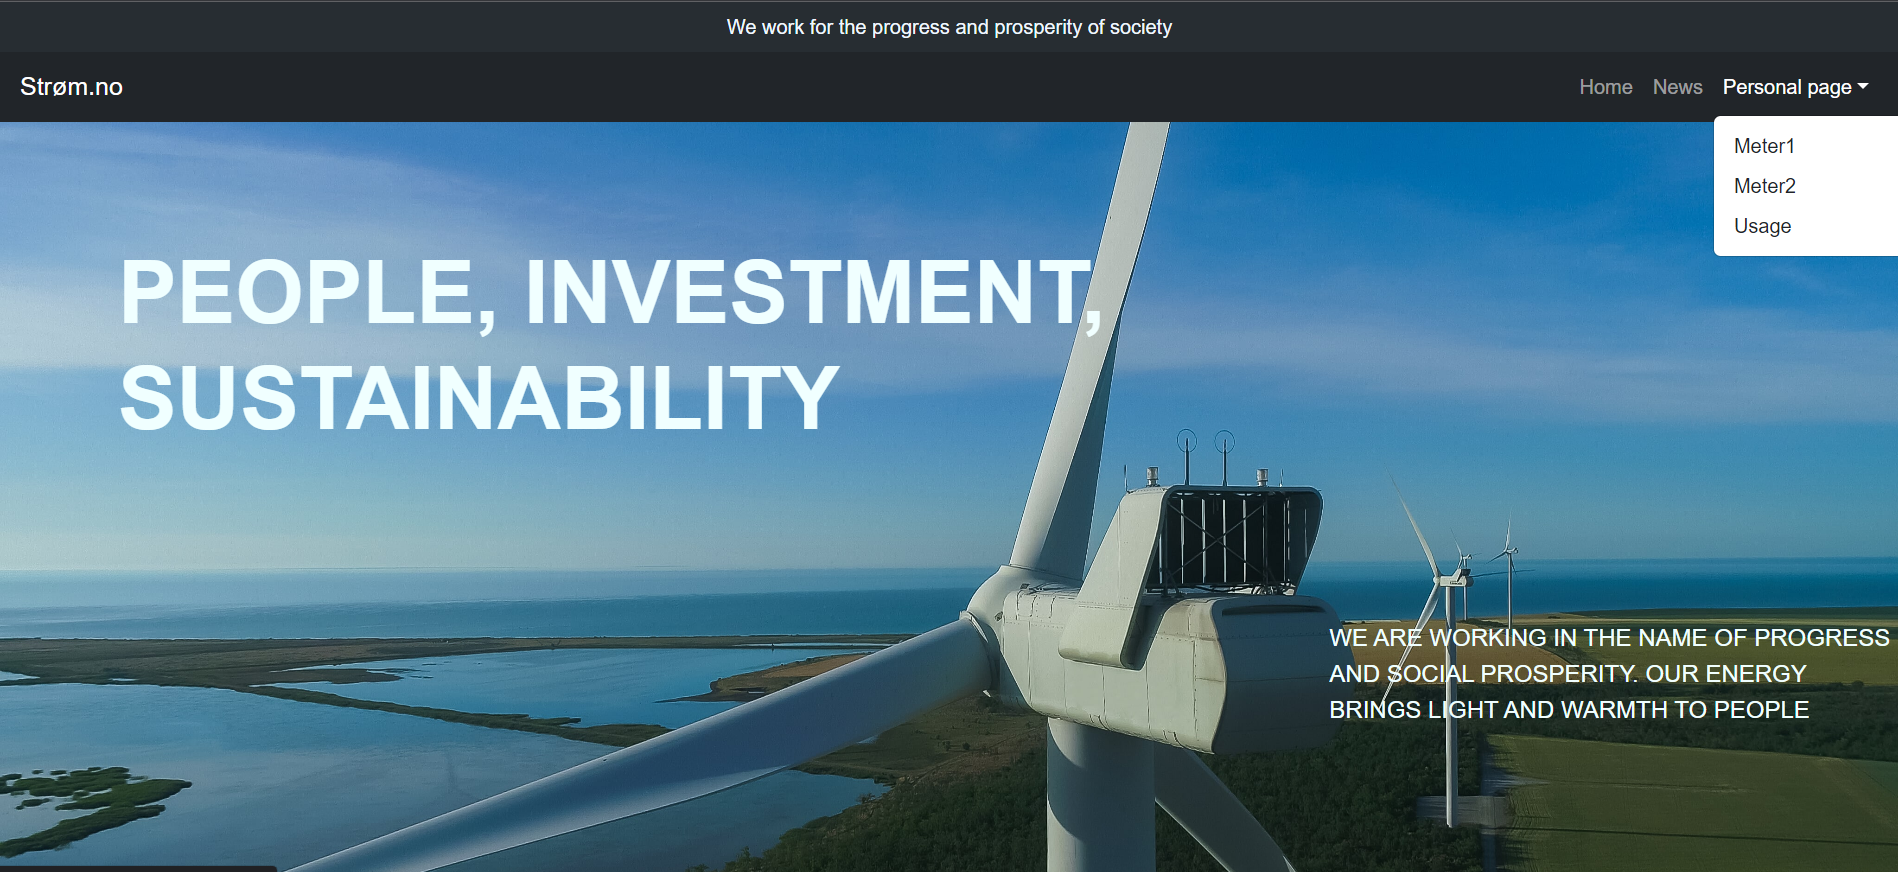 We work for the progress and prosperity of society
Strøm.no
Home
News
Personal page
Meter1
Meter2
Usage
PEOPLE, INVESTMENT,
SUSTAINABILITY
WE ARE WORKING IN THE NAME OF PROGRESS
AND SOCIAL PROSPERITY. OUR ENERGY
BRINGS LIGHT AND WARMTH TO PEOPLE